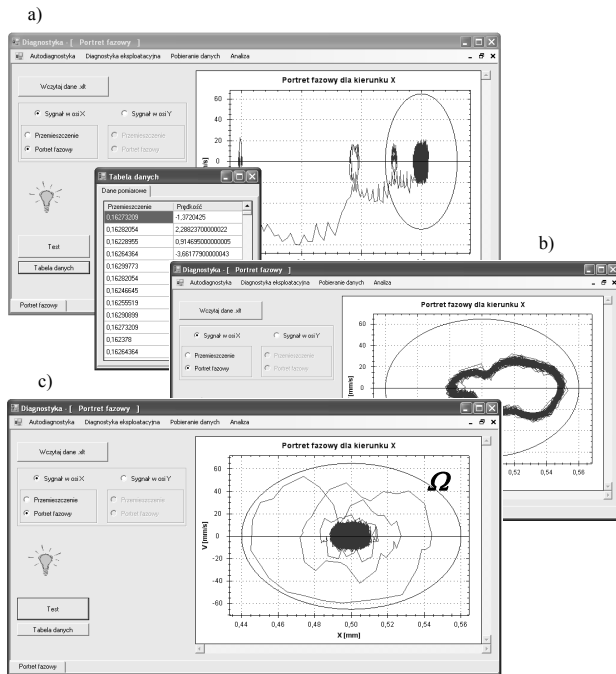 a)
Diagnostyka - [ Portret fazowy ]
Autodiagnostyka Diagnostyka eksploatacyjna Pobieranie danych Analiza
Wczytaj dane .xlt
Sygnał w osi X Sygnał w osi Y
Przemieszczenie Przemieszczenie
Portret fazowy Portret fazowy
Test
Tabela danych
Portret fazowy
Portret fazowy dla kierunku X
60
40
20
0
Tabela danych
Dane pomiarowe
Przemieszczenie Prędkość
0,16273209 -1,3720425
0,16282054 2,28823700000022
0,16228955 0,914695000000005
0,16264364 -3,66177900000043
0,16299773
0,16282054
0,16246645
0,16255519
0,16290899
0,16273209
0,162378
0,16264364
b)
Diagnostyka - [ Portret fazowy ]
Autodiagnostyka Diagnostyka eksploatacyjna Pobieranie danych Analiza
Wczytaj dane .xlt
Sygnał w osi X Sygnał w osi Y
Przemieszczenie Przemieszczenie
Portret fazowy Portret fazowy
Portret fazowy dla kierunku X
60
40
20
0
[mm/s]
0,52 0,54 0,56
c)
Diagnostyka - [ Portret fazowy ]
Autodiagnostyka Diagnostyka eksploatacyjna Pobieranie danych Analiza
Wczytaj dane .xlt
Sygnał w osi X Sygnał w osi Y
Przemieszczenie Przemieszczenie
Portret fazowy Portret fazowy
Test
Tabela danych
Portret fazowy
Portret fazowy dla kierunku X
Ω
60
40
20
0
-20
-40
-60
V [mm/s]
0,44 0,46 0,48 0,50 0,52 0,54 0,56
X [mm]